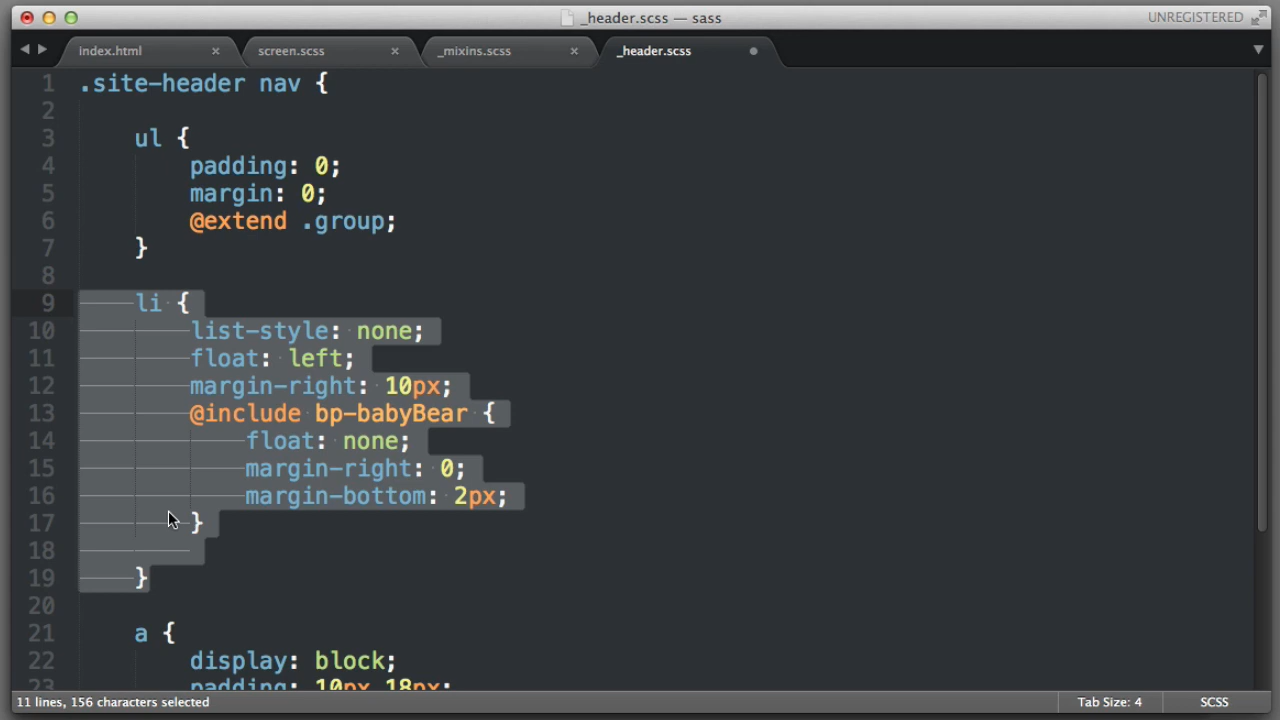 _header.scss — sass
UNREGISTERED
index.html × screen.scss × _mixins.scss × _header.scss
1 .site-header nav {
2
3 ul {
4 padding: 0;
5 margin: 0;
6 @extend .group;
7 }
8
9 li {
10 list-style: none;
11 float: left;
12 margin-right: 10px;
13 @include bp-babyBear {
14 float: none;
15 margin-right: 0;
16 margin-bottom: 2px;
17 }
18
19 }
20
21 a {
22 display: block;
23 padding: 10px 18px;
11 lines, 156 characters selected
Tab Size: 4
SCSS